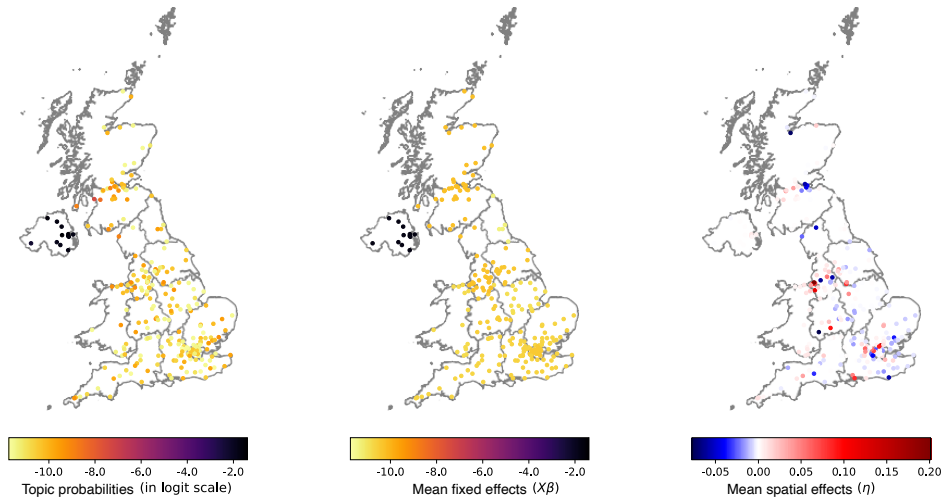 -10.0 -8.0 -6.0 -4.0 -2.0
Topic probabilities (in logit scale)
-10.0 -8.0 -6.0 -4.0 -2.0
Mean fixed effects (Xβ)
-0.05 0.00 0.05 0.10 0.15 0.20
Mean spatial effects (η)